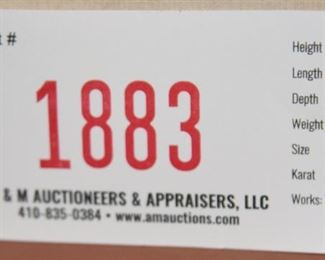 t #
1883
& M AUCTIONEERS & APPRAISERS, LLC
410-835-0384 • www.amauctions.com
Height
Length
Depth
Weight
Size
Karat
Works: